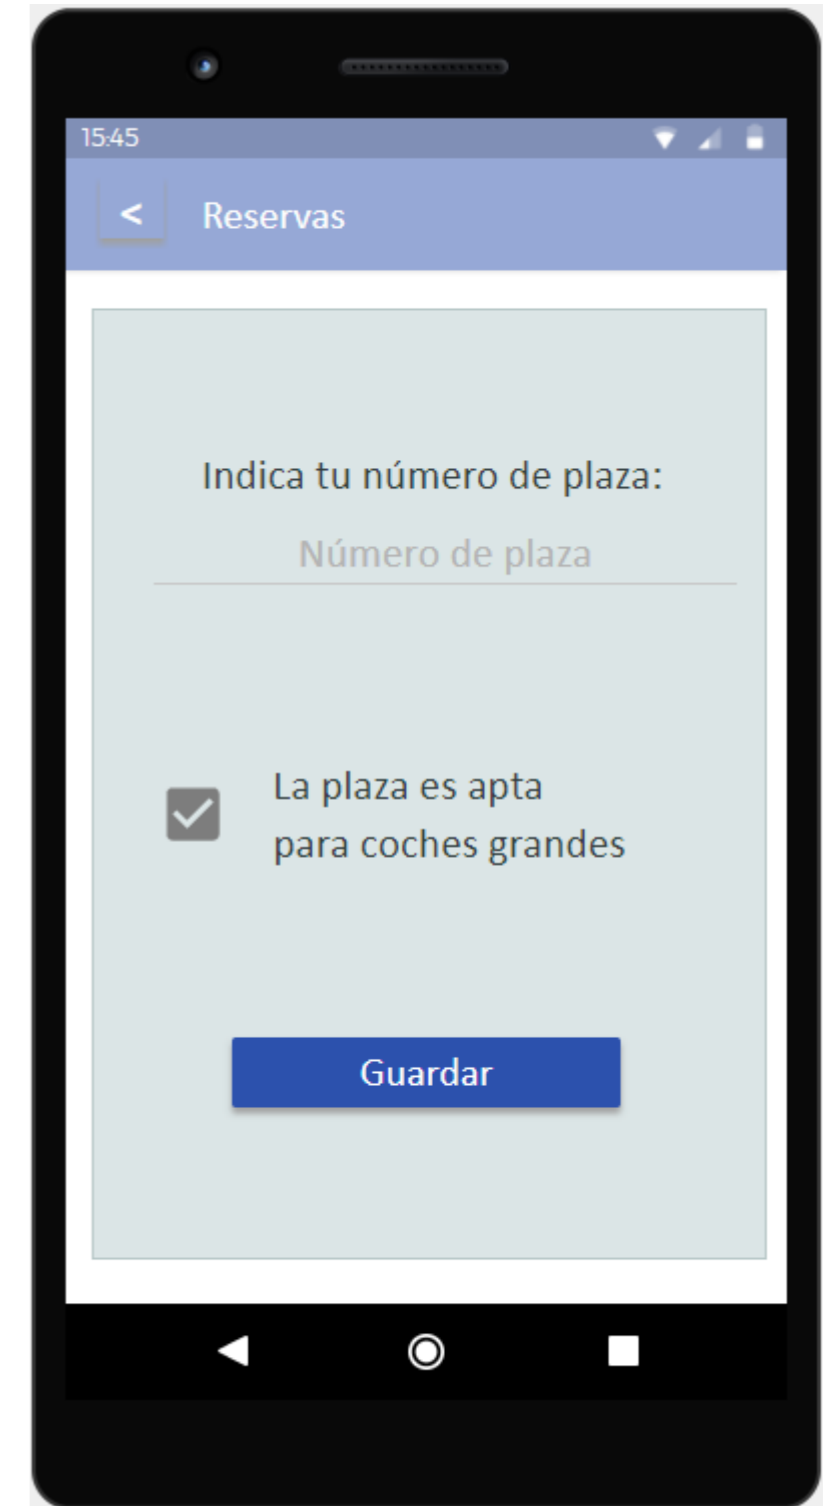 15:45
< Reservas
Indica tu número de plaza:
Número de plaza
La plaza es apta
para coches grandes
Guardar